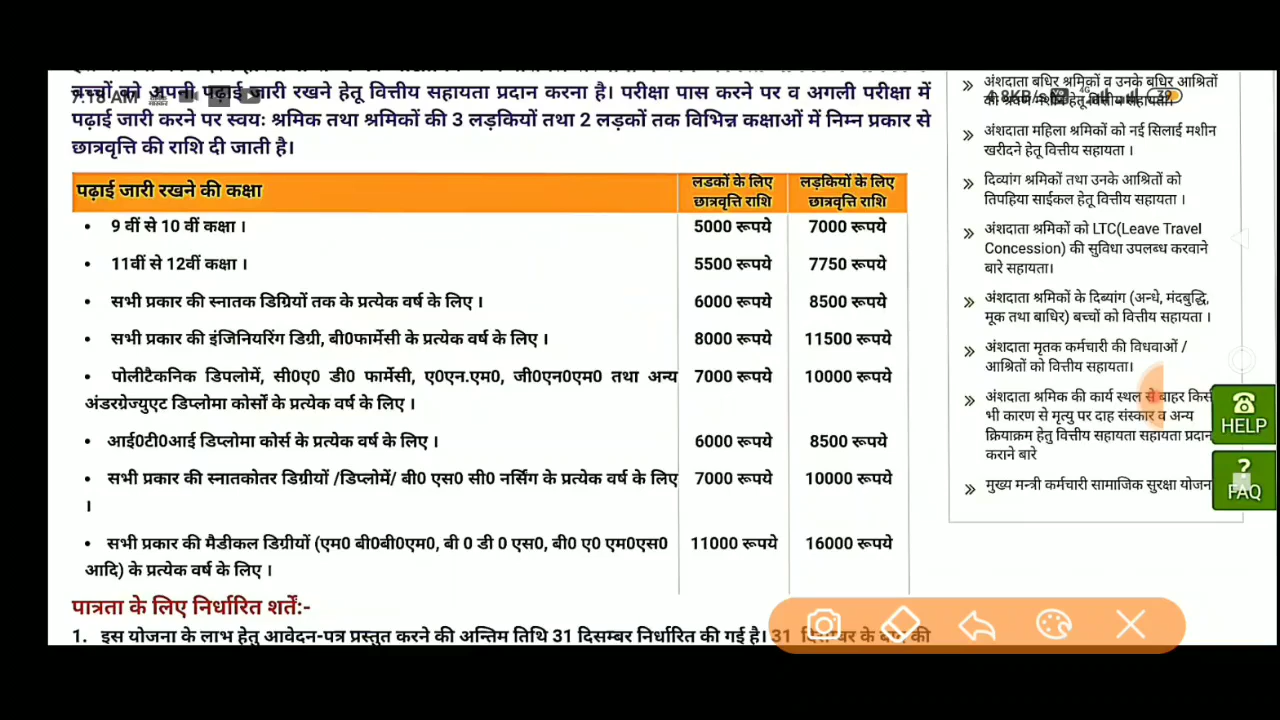 बच्चों को अपनी पढ़ाई जारी रखने हेतु वित्तीय सहायता प्रदान करना है। परीक्षा पास करने पर व अगली परीक्षा में
7:18 AM
पढ़ाई जारी करने पर स्वयः श्रमिक तथा श्रमिकों की 3 लड़कियों तथा 2 लड़कों तक विभिन्न कक्षाओं में निम्न प्रकार से
छात्रवृत्ति की राशि दी जाती है।
पढ़ाई जारी रखने की कक्षा
लडकों के लिए छात्रवृत्ति राशि
लड़कियों के लिए छात्रवृत्ति राशि
• 9 वीं से 10 वीं कक्षा । 5000 रूपये 7000 रूपये
• 11वीं से 12वीं कक्षा । 5500 रूपये 7750 रूपये
• सभी प्रकार की स्नातक डिग्रियों तक के प्रत्येक वर्ष के लिए । 6000 रूपये 8500 रूपये
• सभी प्रकार की इंजिनियरिंग डिग्री, बी0फार्मेसी के प्रत्येक वर्ष के लिए । 8000 रूपये 11500 रूपये
• पोलीटैकनिक डिपलोमें, सी0ए0 डी0 फार्मेसी, ए0एन.एम0, जी0एन0एम0 तथा अन्य 7000 रूपये 10000 रूपये
अंडरग्रेज्युएट डिप्लोमा कोर्सों के प्रत्येक वर्ष के लिए ।
• आई0टी0आई डिप्लोमा कोर्स के प्रत्येक वर्ष के लिए । 6000 रूपये 8500 रूपये
• सभी प्रकार की स्नातकोतर डिग्रीयों /डिप्लोमें/ बी0 एस0 सी0 नर्सिंग के प्रत्येक वर्ष के लिए 7000 रूपये 10000 रूपये
।
• सभी प्रकार की मैडीकल डिग्रीयों (एम0 बी0बी0एम0, बी 0 डी 0 एस0, बी0 ए0 एम0एस0 11000 रूपये 16000 रूपये
आदि) के प्रत्येक वर्ष के लिए ।
पात्रता के लिए निर्धारित शर्तें:-
1. इस योजना के लाभ हेतु आवेदन-पत्र प्रस्तुत करने की अन्तिम तिथि 31 दिसम्बर निर्धारित की गई है। 31 के की
अंशदाता बधिर श्रमिकों व उनके बधिर आश्रितों
हेतु वित्तीय सहायता।
अंशदाता महिला श्रमिकों को नई सिलाई मशीन
खरीदने हेतु वित्तीय सहायता ।
दिव्यांग श्रमिकों तथा उनके आश्रितों को
तिपहिया साईकल हेतु वित्तीय सहायता ।
अंशदाता श्रमिकों को LTC(Leave Travel
Concession) की सुविधा उपलब्ध करवाने
बारे सहायता।
अंशदाता श्रमिकों के दिब्यांग (अन्धे, मंदबुद्धि,
मूक तथा बाधिर) बच्चों को वित्तीय सहायता ।
अंशदाता मृतक कर्मचारी की विधवाओं /
आश्रितों को वित्तीय सहायता।
अंशदाता श्रमिक की कार्य स्थल से बाहर किसी
भी कारण से मृत्यु पर दाह संस्कार व अन्य
क्रियाक्रम हेतु वित्तीय सहायता सहायता प्रदान
कराने बारे
मुख्य मन्त्री कर्मचारी सामाजिक सुरक्षा योजना
HELP
?
FAQ